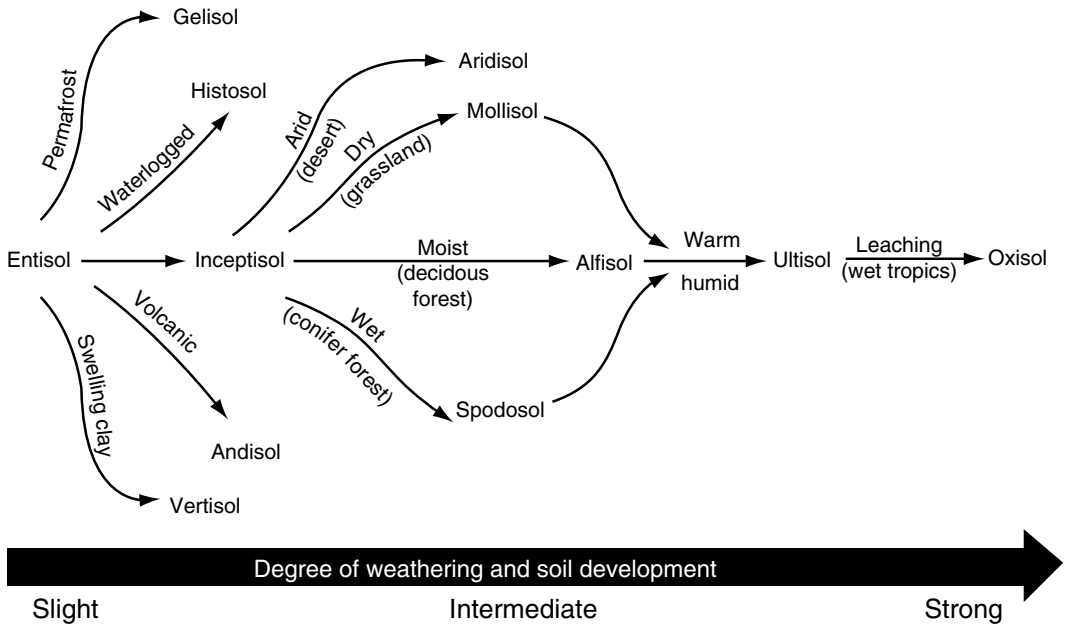 Gelisol
Permafrost
Histosol
Waterlogged
Aridisol
Arid
(desert)
Mollisol
Dry
(grassland)
Entisol
Inceptisol
Moist
(decidous
forest)
Alfisol
Warm
humid
Ultisol
Leaching
(wet tropics)
Oxisol
Volcanic
Swelling clay
Wet
(conifer forest)
Spodosol
Andisol
Vertisol
Degree of weathering and soil development
Slight
Intermediate
Strong